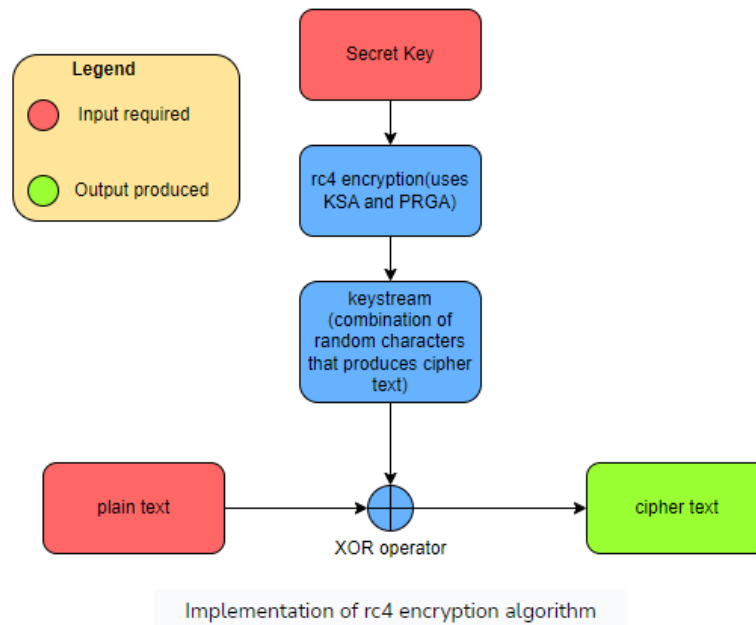 Secret Key
Legend
Input required
Output produced
rc4 encryption(uses
KSA and PRGA)
keystream
(combination of
random characters
that produces cipher
text)
plain text
cipher text
XOR operator
Implementation of rc4 encryption algorithm